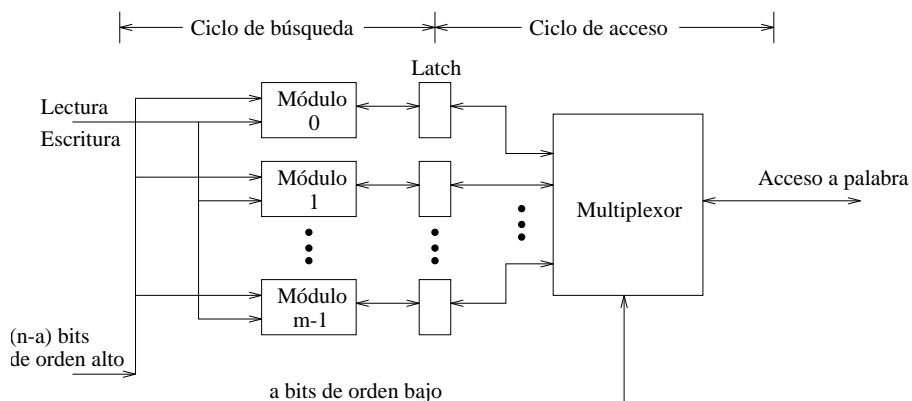 Ciclo de búsqueda
Ciclo de acceso
Latch
Lectura
Escritura
Módulo
0
Módulo
1
Acceso a palabra
Multiplexor
Módulo
m-1
(n-a) bits
de orden alto
a bits de orden bajo